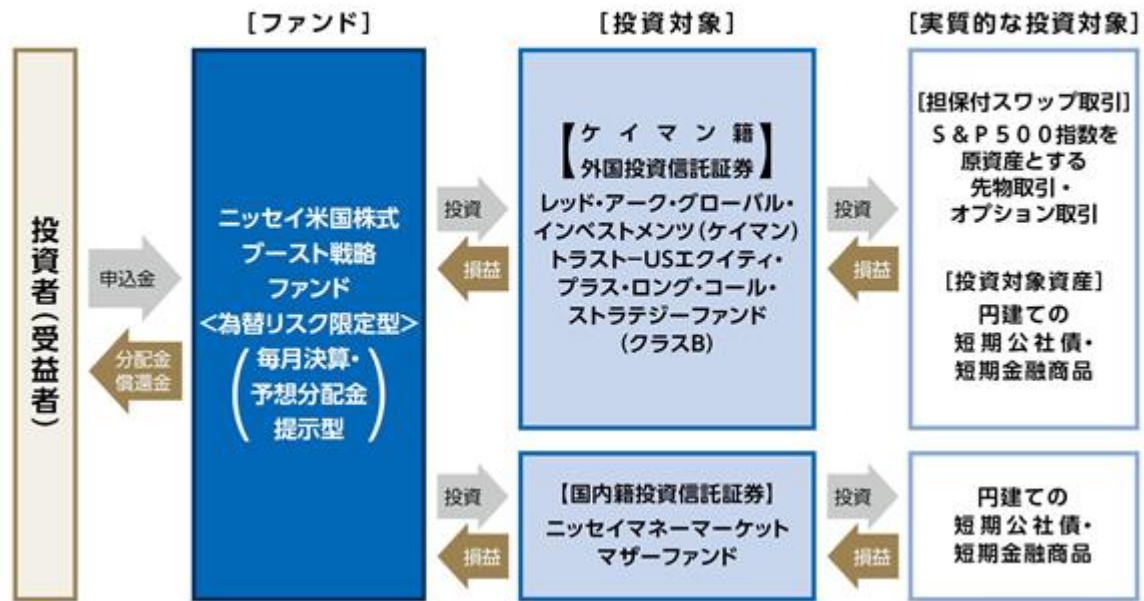 [ファンド]
[投資対象]
[実質的な投資対象]
投資者(受益者)
申込金
分配金
償還金
ニッセイ米国株式
ブースト戦略
ファンド
<為替リスク限定型>
(毎月決算・
予想分配金
提示型)
投資
損益
【ケイマン籍
外国投資信託証券】
レッド・アーク・グローバル・
インベストメンツ(ケイマン)
トラスト−USエクイティ・
プラス・ロング・コール・
ストラテジーファンド
(クラスB)
投資
損益
[担保付スワップ取引]
S&P500指数を
原資産とする
先物取引・
オプション取引
[投資対象資産]
円建ての
短期公社債・
短期金融商品
投資
損益
【国内籍投資信託証券】
ニッセイマネーマーケット
マザーファンド
投資
損益
円建ての
短期公社債・
短期金融商品